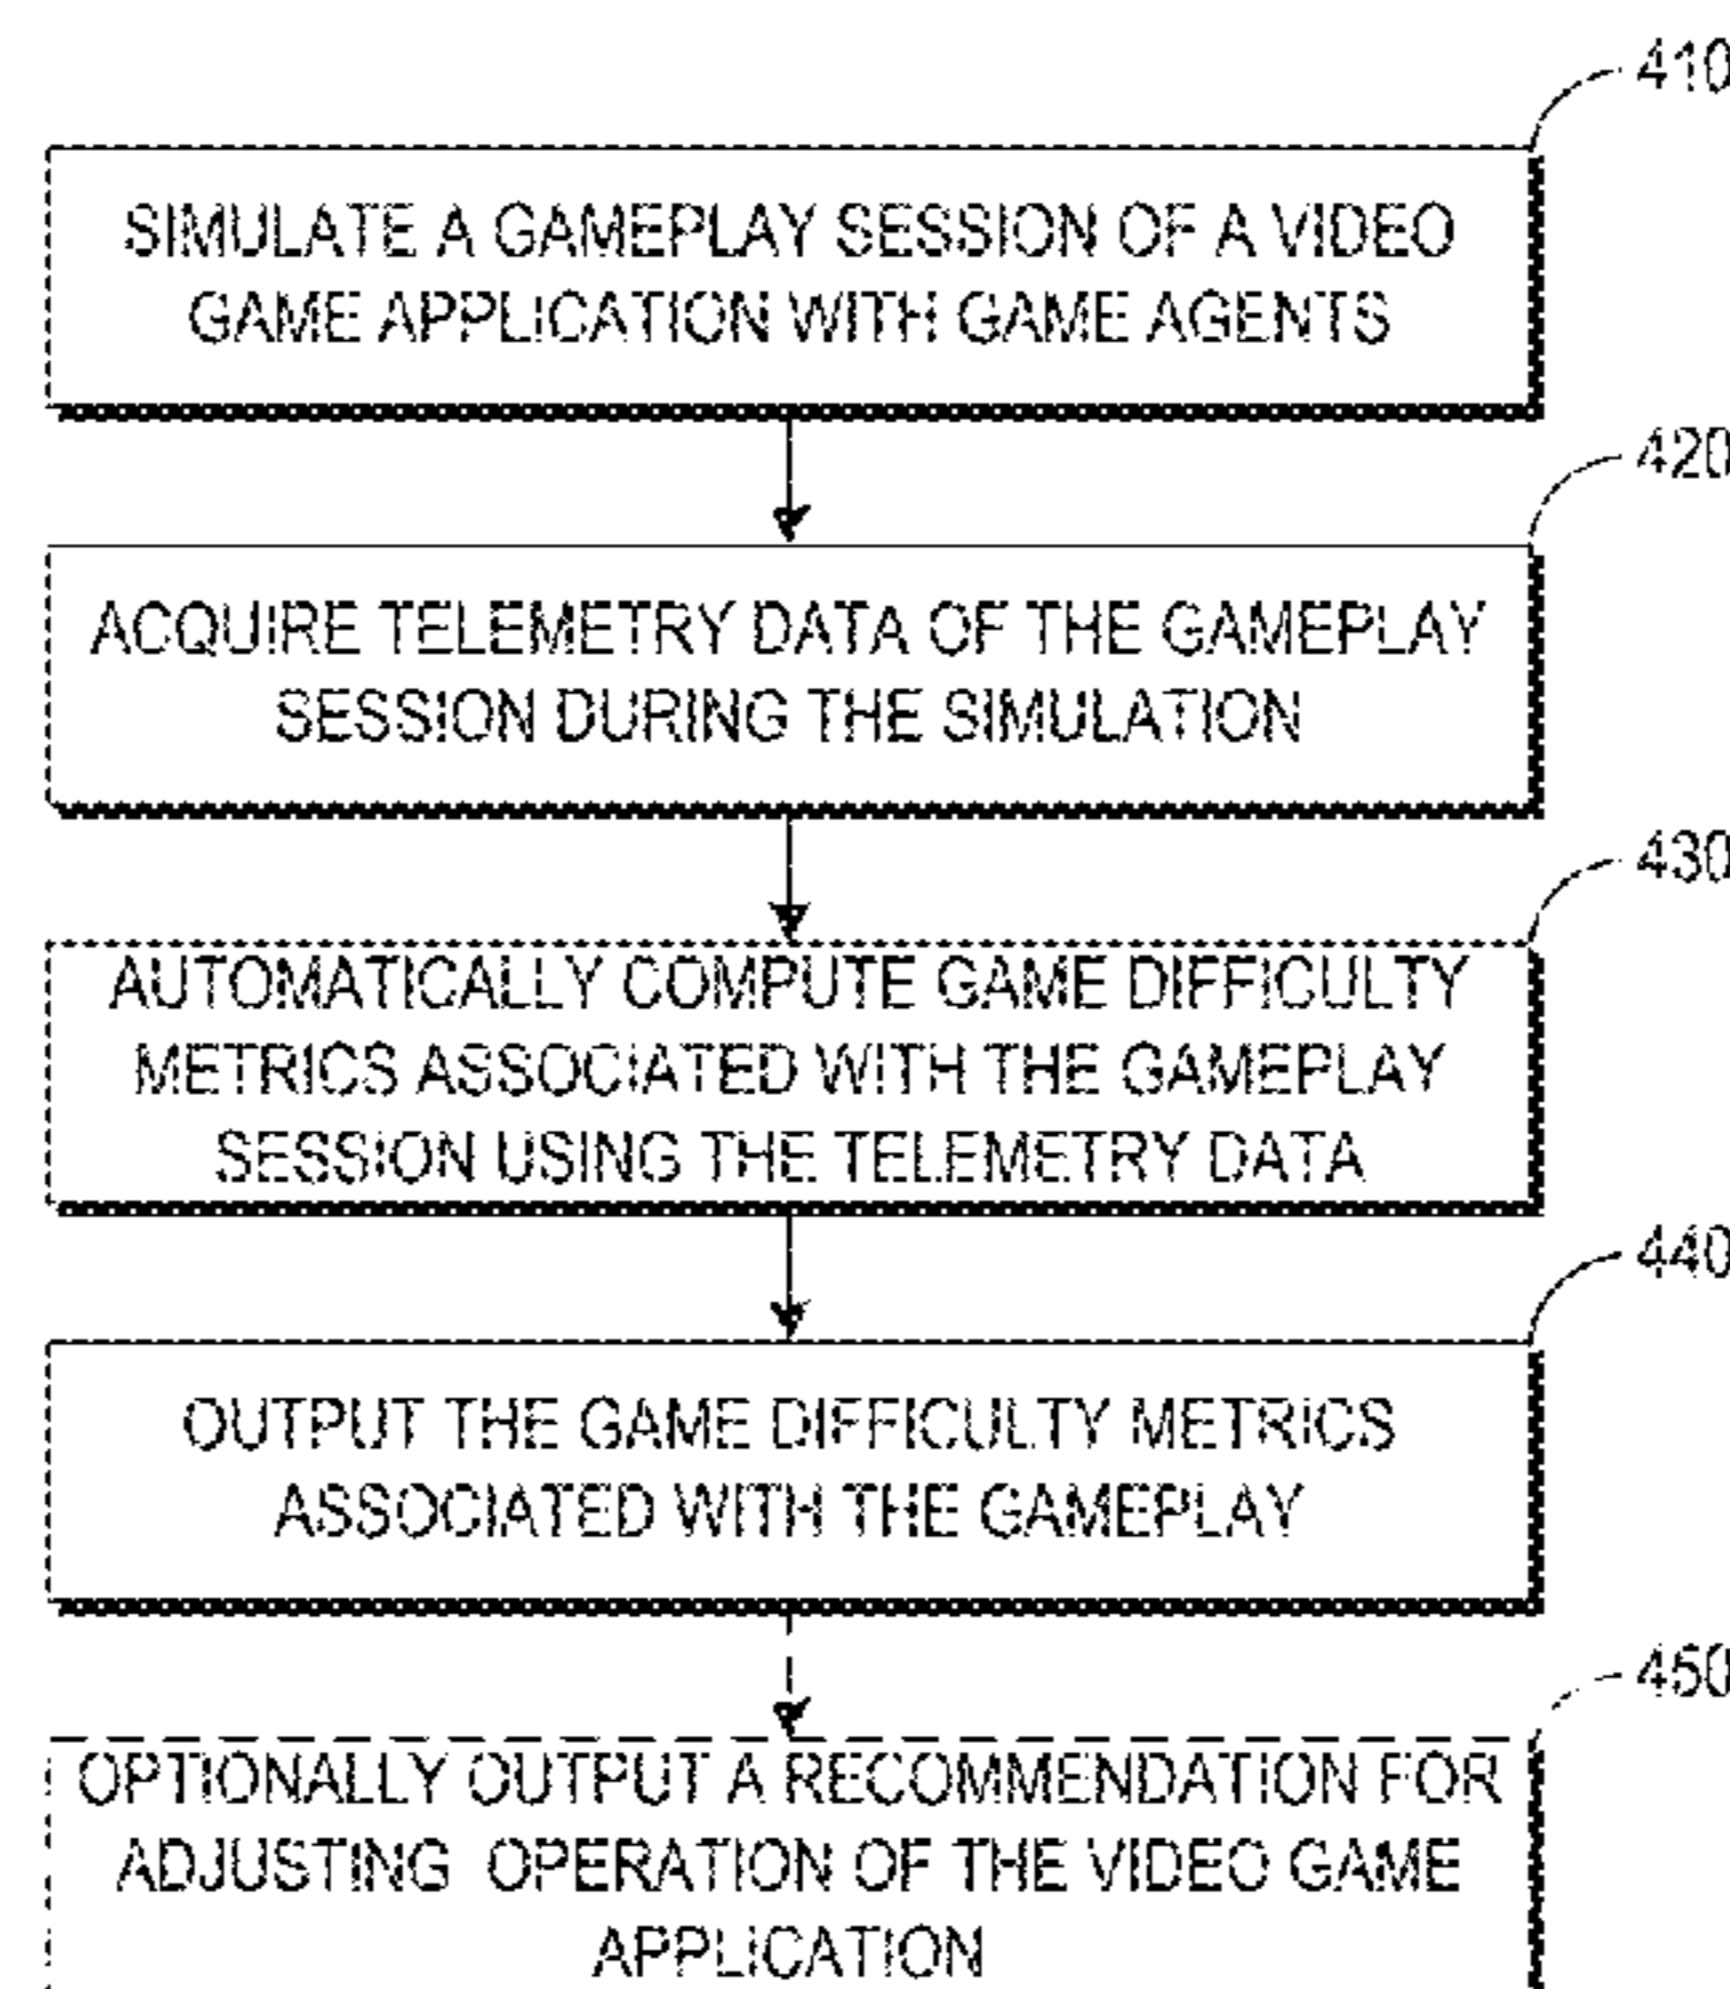 410
SIMULATE A GAMEPLAY SESSION OF A VIDEO
GAME APPLICATION WITH GAME AGENTS
420
ACQUIRE TELEMETRY DATA OF THE GAMEPLAY
SESSION DURING THE SIMULATION
430
AUTOMATICALLY COMPUTE GAME DIFFICULTY
METRICS ASSOCIATED WITH THE GAMEPLAY
SESSION USING THE TELEMETRY DATA
440
OUTPUT THE GAME DIFFICULTY METRICS
ASSOCIATED WITH THE GAMEPLAY
450
OPTIONALLY OUTPUT A RECOMMENDATION FOR
ADJUSTING OPERATION OF THE VIDEO GAME
APPLICATION